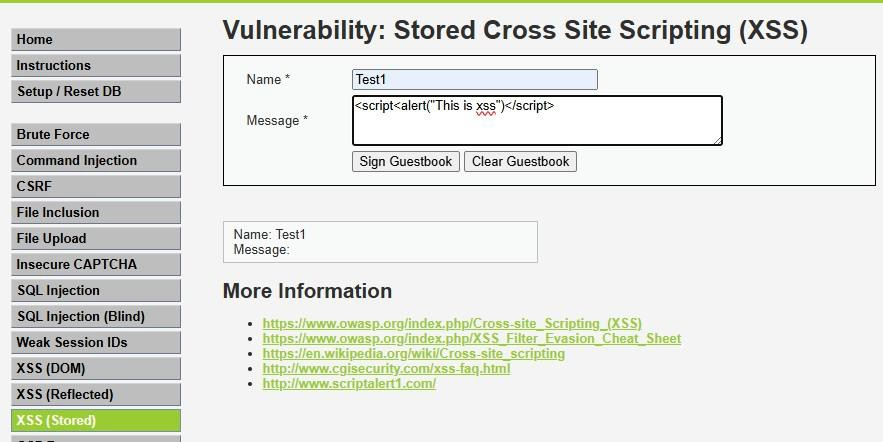 Home
Instructions
Setup / Reset DB
Brute Force
Command Injection
CSRF
File Inclusion
File Upload
Insecure CAPTCHA
SQL Injection
SQL Injection (Blind)
Weak Session IDs
XSS (DOM)
XSS (Reflected)
XSS (Stored)
Vulnerability: Stored Cross Site Scripting (XSS)
Name * Test1
Message * <script<alert("This is xss")</script>
Sign Guestbook Clear Guestbook
Name: Test1
Message:
More Information
https://www.owasp.org/index.php/Cross-site_Scripting_(XSS)
https://www.owasp.org/index.php/XSS_Filter_Evasion_Cheat_Sheet
https://en.wikipedia.org/wiki/Cross-site_scripting
http://www.cgisecurity.com/xss-faq.html
http://www.scriptalert1.com/